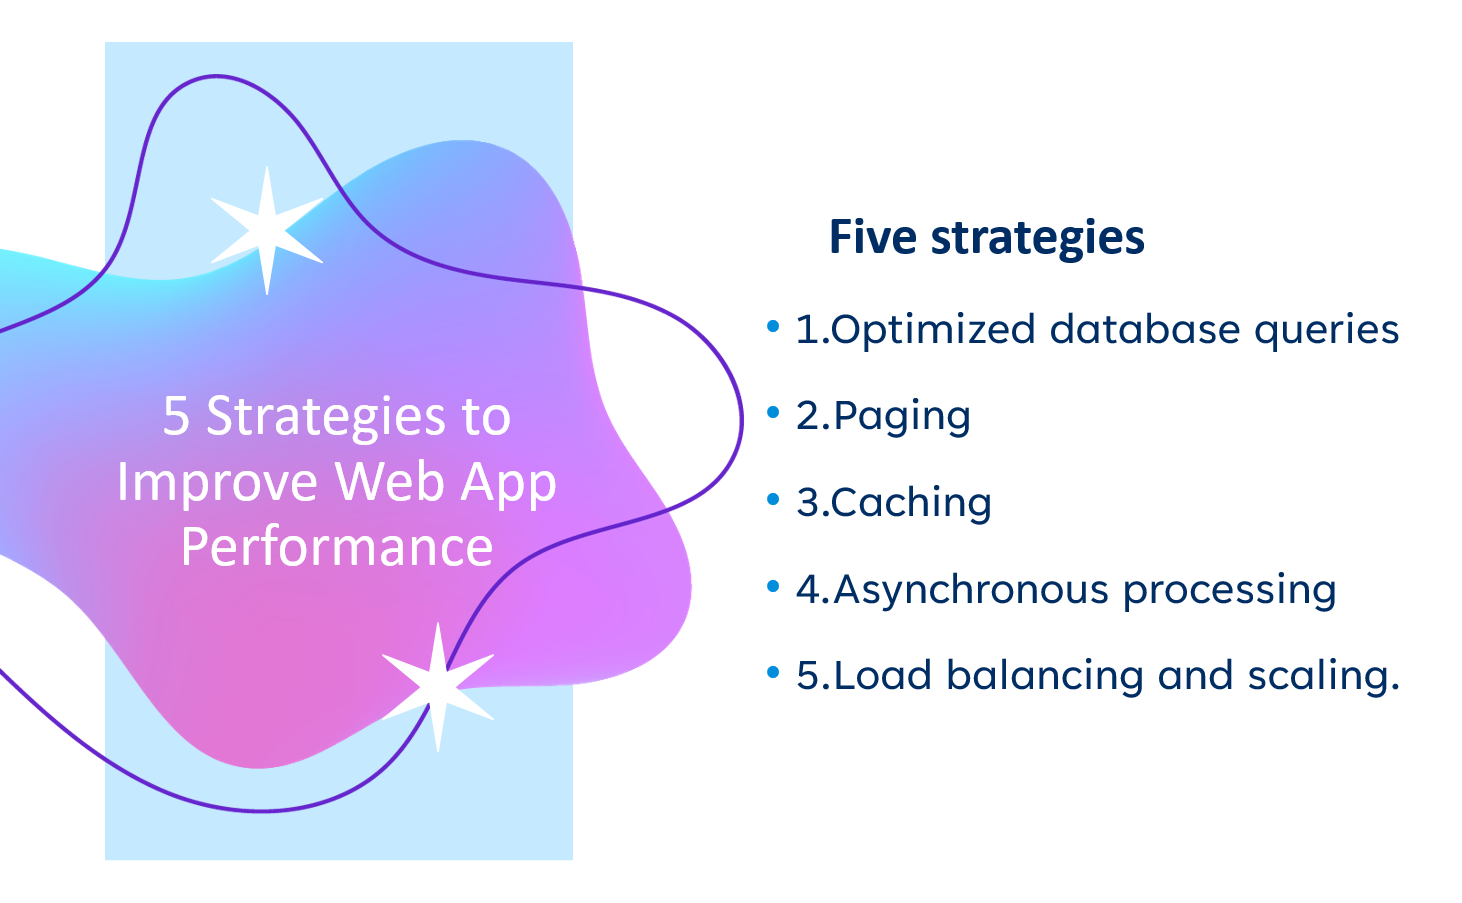 5 Strategies to
Improve Web App
Performance
Five strategies
• 1.Optimized database queries
• 2.Paging
• 3.Caching
• 4.Asynchronous processing
• 5.Load balancing and scaling.